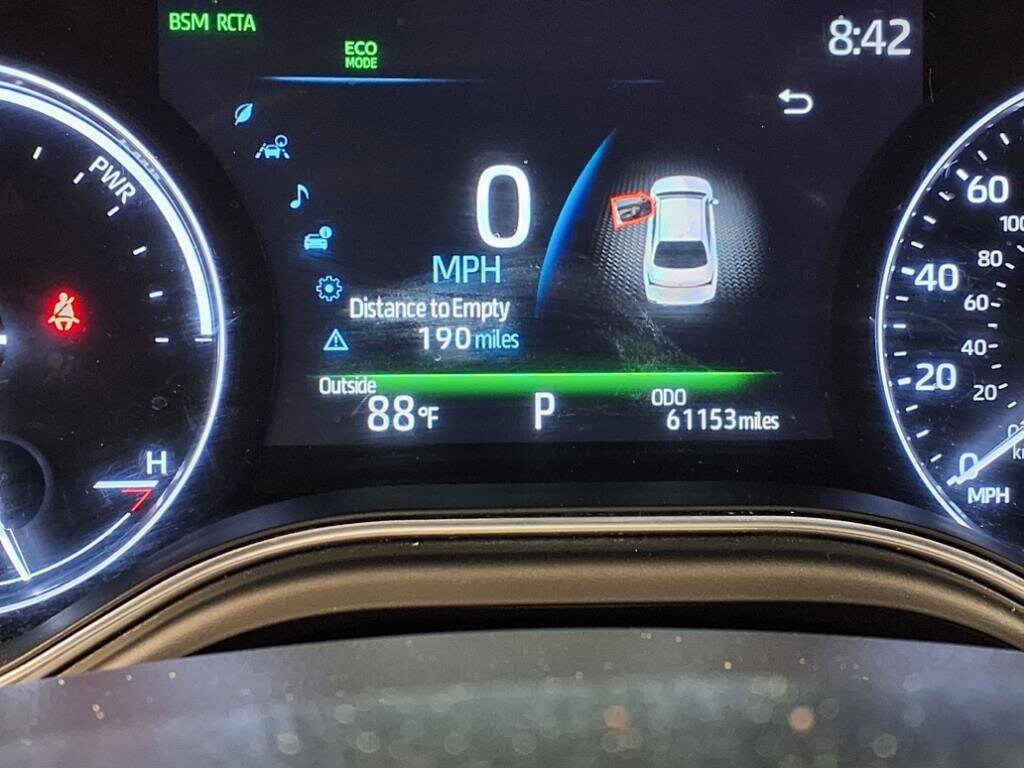 BSM RCTA
8:42
ECO
MODE
PWR
0
MPH
Distance to Empty
190 miles
Outside
88°F
P
ODO
61153 miles
H
60
100
80
40
60
40
20
20
0
MPH